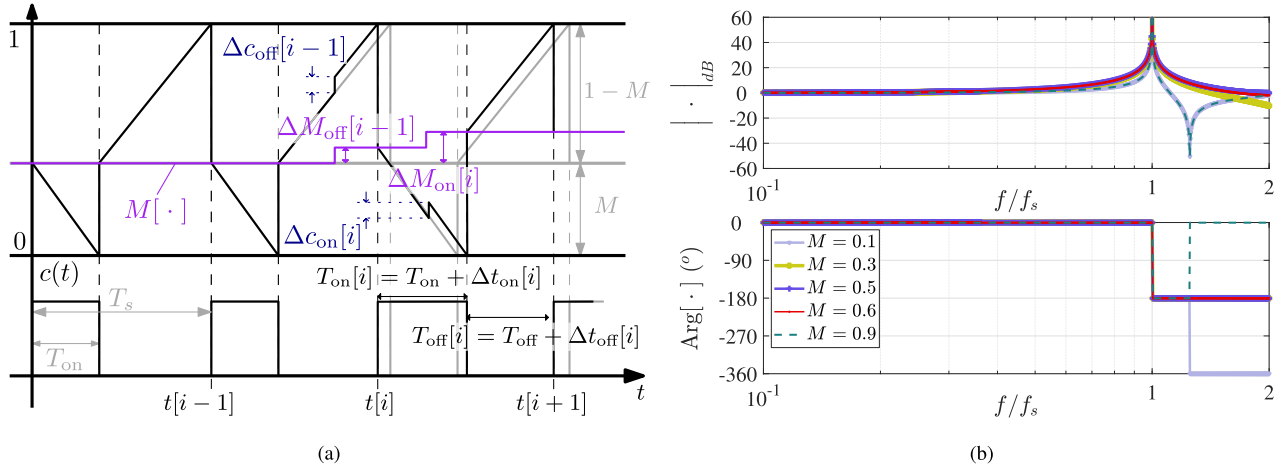 1
0
Δc_off[i − 1]
ΔM_off[i − 1]
ΔM_on[i]
M[ · ]
Δc_on[i]
1 − M
M
c(t)
T_on[i] = T_on + Δt_on[i]
T_s
T_off[i] = T_off + Δt_off[i]
T_on
t
t[i − 1]
t[i]
t[i + 1]
(a)
| · |_dB
60
40
20
0
-20
-40
-60
10^-1
1
2
f/f_s
Arg[ · ] (°)
0
-90
-180
-270
-360
M = 0.1
M = 0.3
M = 0.5
M = 0.6
M = 0.9
10^-1
1
2
f/f_s
(b)